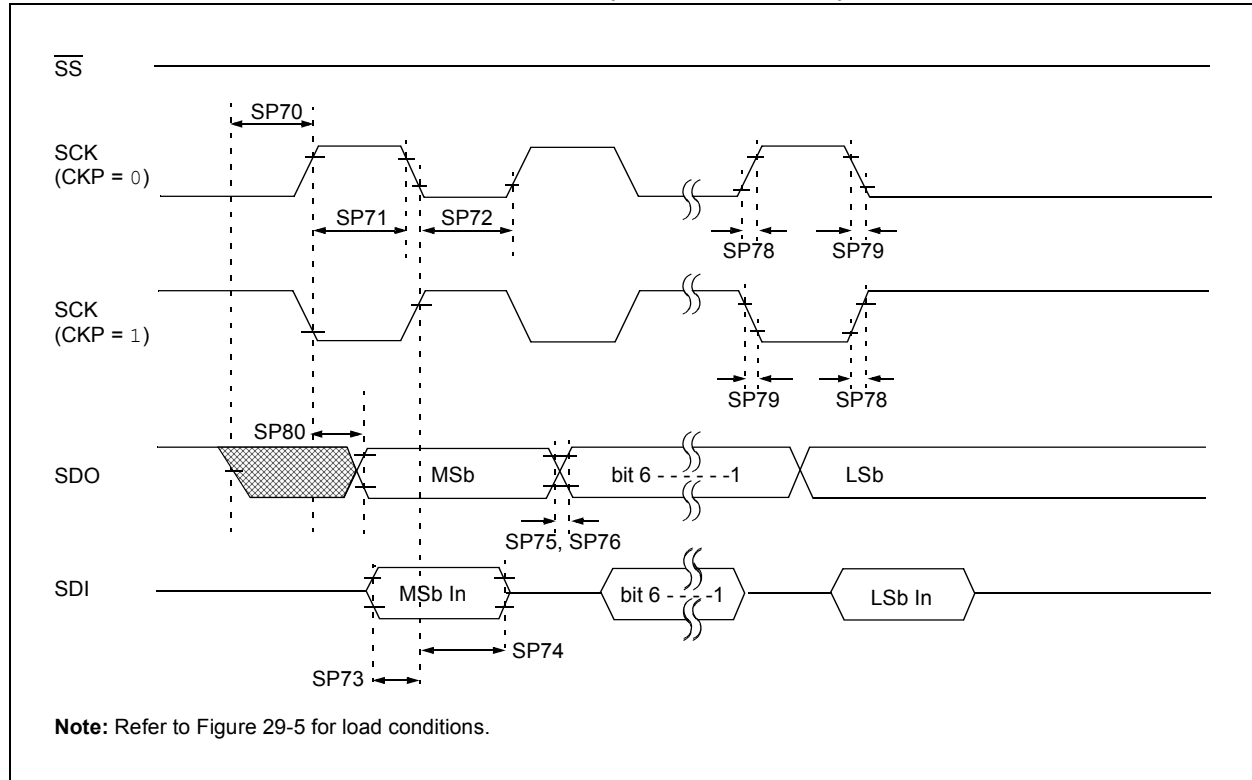 SS
SP70
SCK
(CKP = 0)
SP71
SP72
SP78
SP79
SCK
(CKP = 1)
SP79
SP78
SP80
SDO
MSb
bit 6 - - - - - -1
LSb
SP75, SP76
SDI
MSb In
bit 6 - - - - -1
LSb In
SP74
SP73
Note: Refer to Figure 29-5 for load conditions.